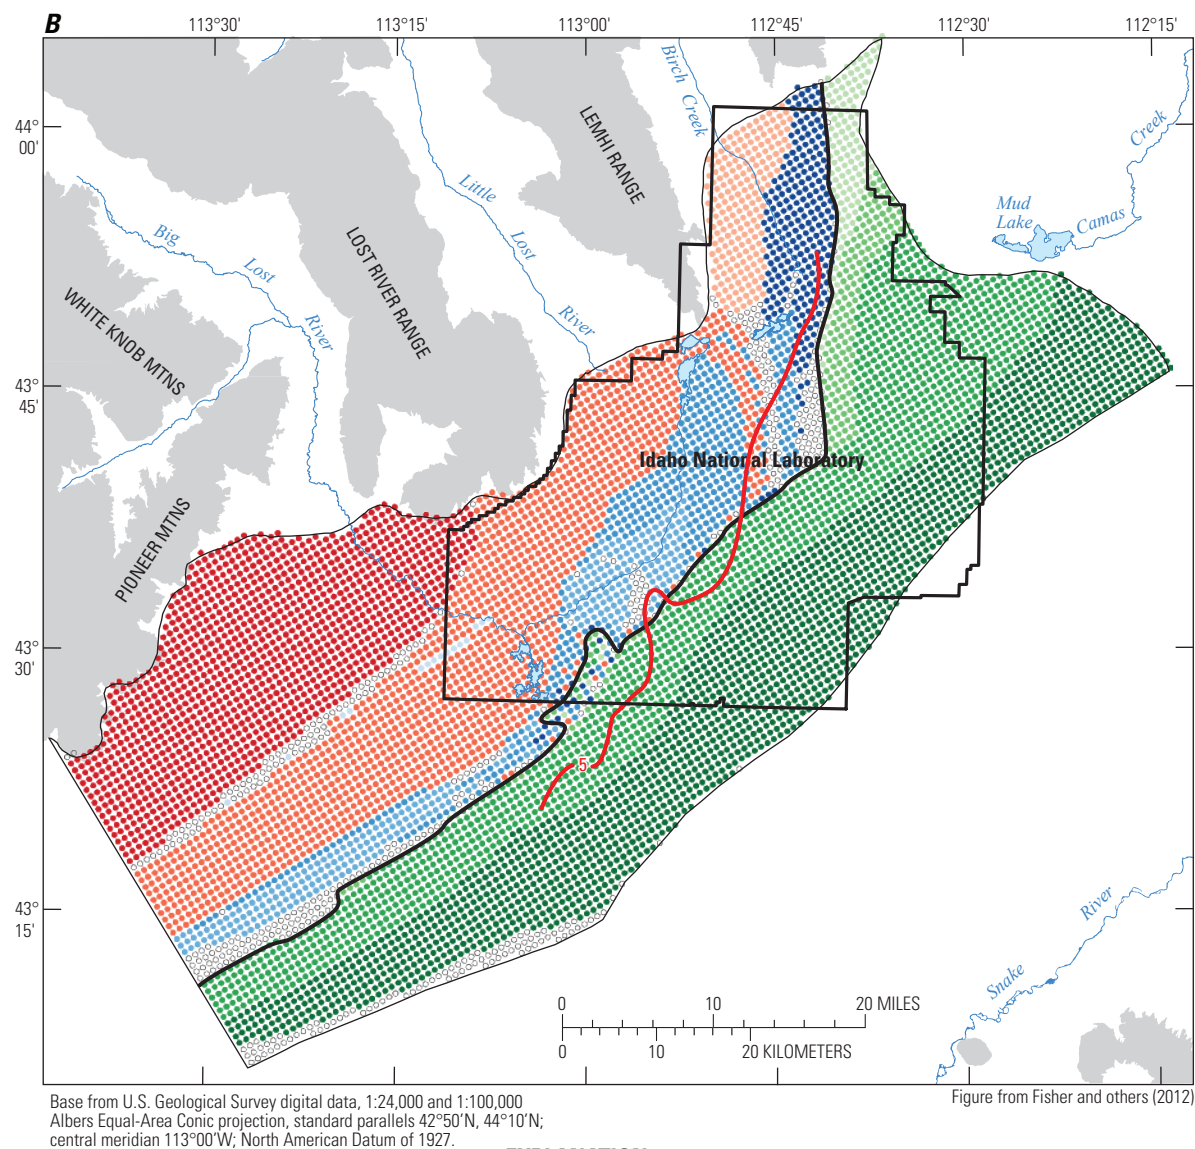 B
113°30' 113°15' 113°00' 112°45' 112°30' 112°15'
44°
00'
43°
45'
43°
30'
43°
15'
Birch Creek
LEMHI RANGE
Little Lost River
Big Lost River
LOST RIVER RANGE
WHITE KNOB MTNS
PIONEER MTNS
Mud
Lake
Camas Creek
Idaho National Laboratory
5
Snake River
0 10 20 MILES
0 10 20 KILOMETERS
Base from U.S. Geological Survey digital data, 1:24,000 and 1:100,000
Albers Equal-Area Conic projection, standard parallels 42°50'N, 44°10'N;
central meridian 113°00'W; North American Datum of 1927.
Figure from Fisher and others (2012)